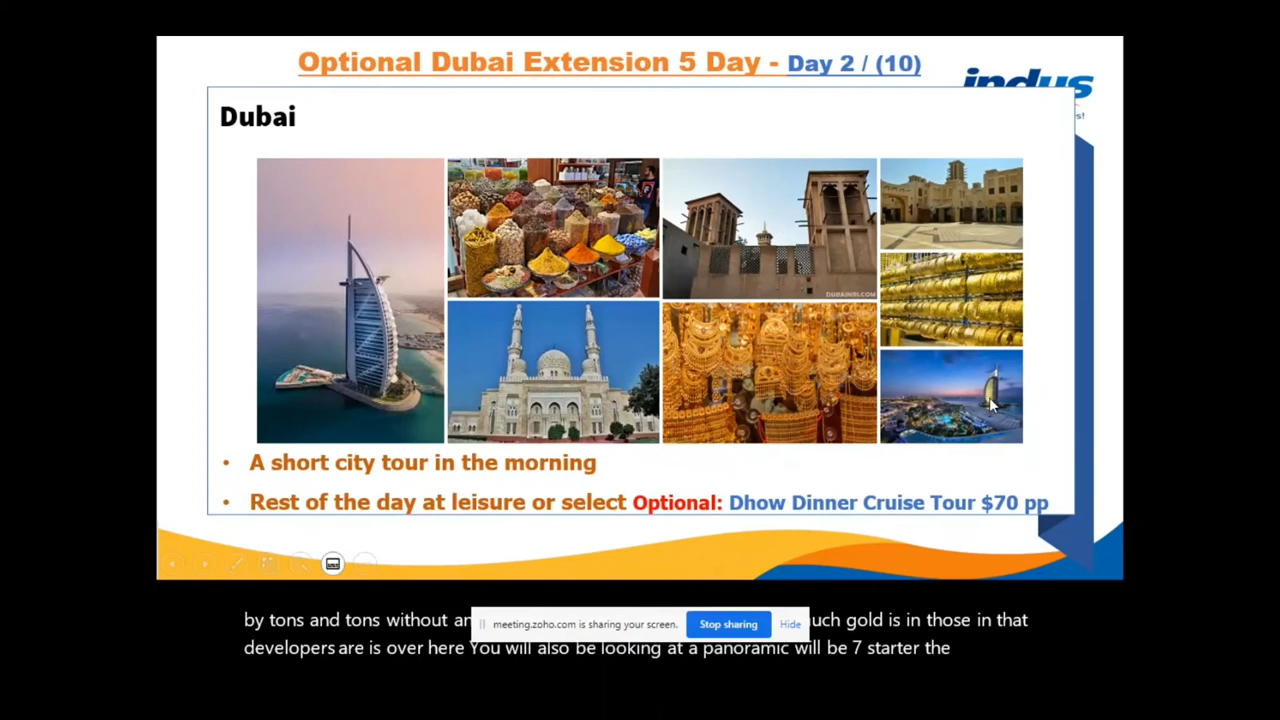 Optional Dubai Extension 5 Day - Day 2 / (10)
indus
s!
Dubai
DUBAINSI.COM
• A short city tour in the morning
• Rest of the day at leisure or select Optional: Dhow Dinner Cruise Tour $70 pp
by tons and tons without an
meeting.zoho.com is sharing your screen. Stop sharing Hide
uch gold is in those in that
developers are is over here You will also be looking at a panoramic will be 7 starter the